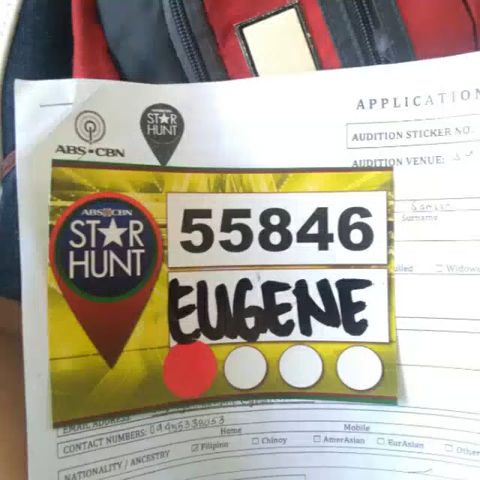 APPLICATION
ABS CBN
STAR HUNT
AUDITION STICKER NO.
AUDITION VENUE:
Surname
ABS CBN
STAR
HUNT
55846
EUGENE
Widow
EMAIL ADDRESS:
CONTACT NUMBERS:
Home
Mobile
NATIONALITY / ANCESTRY
Filipino
Chinoy
AmerAsian
EurAsian
Other